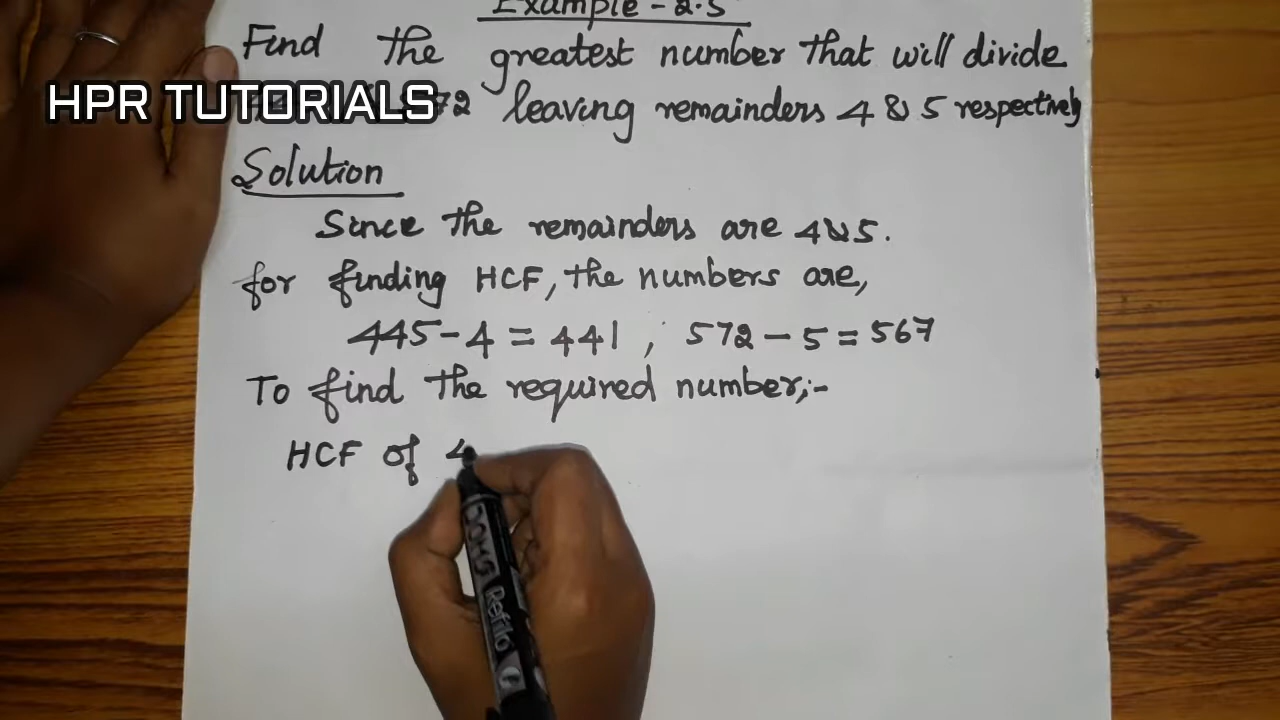 Example - 2.5
Find the greatest number that will divide
HPR TUTORIALS
72 leaving remainders 4 & 5 respectively
Solution
Since the remainders are 4 & 5.
for finding HCF, the numbers are,
445 - 4 = 441 ; 572 - 5 = 567
To find the required number;-
HCF of 4
DOMS Refilo